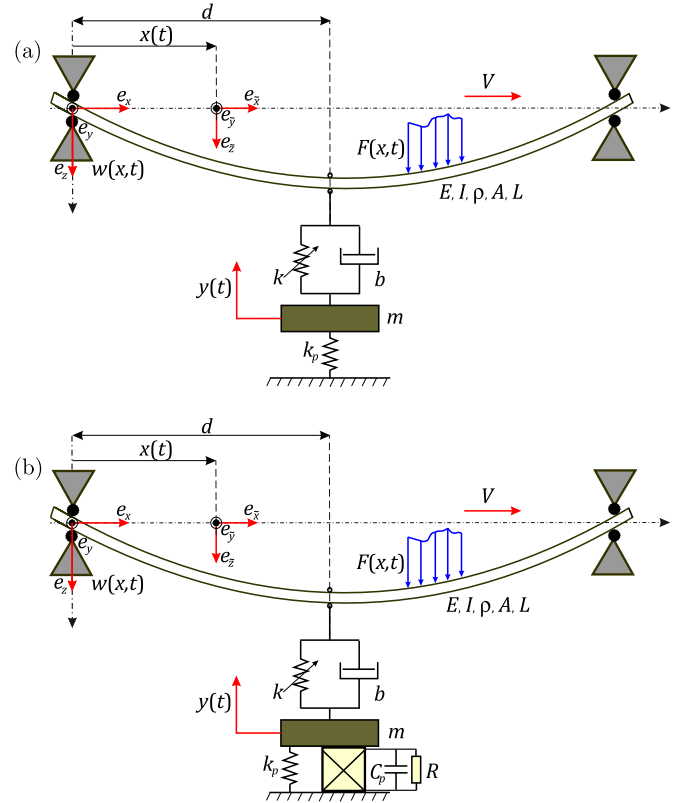 d
x(t)
(a)
V
e_x
e_x̃
e_y
e_ỹ
e_z̃
F(x,t)
e_z
w(x,t)
E, I, ρ, A, L
k
b
y(t)
m
k_p
d
x(t)
(b)
V
e_x
e_x̃
e_y
e_ỹ
e_z̃
F(x,t)
e_z
w(x,t)
E, I, ρ, A, L
k
b
y(t)
m
k_p
C_p
R